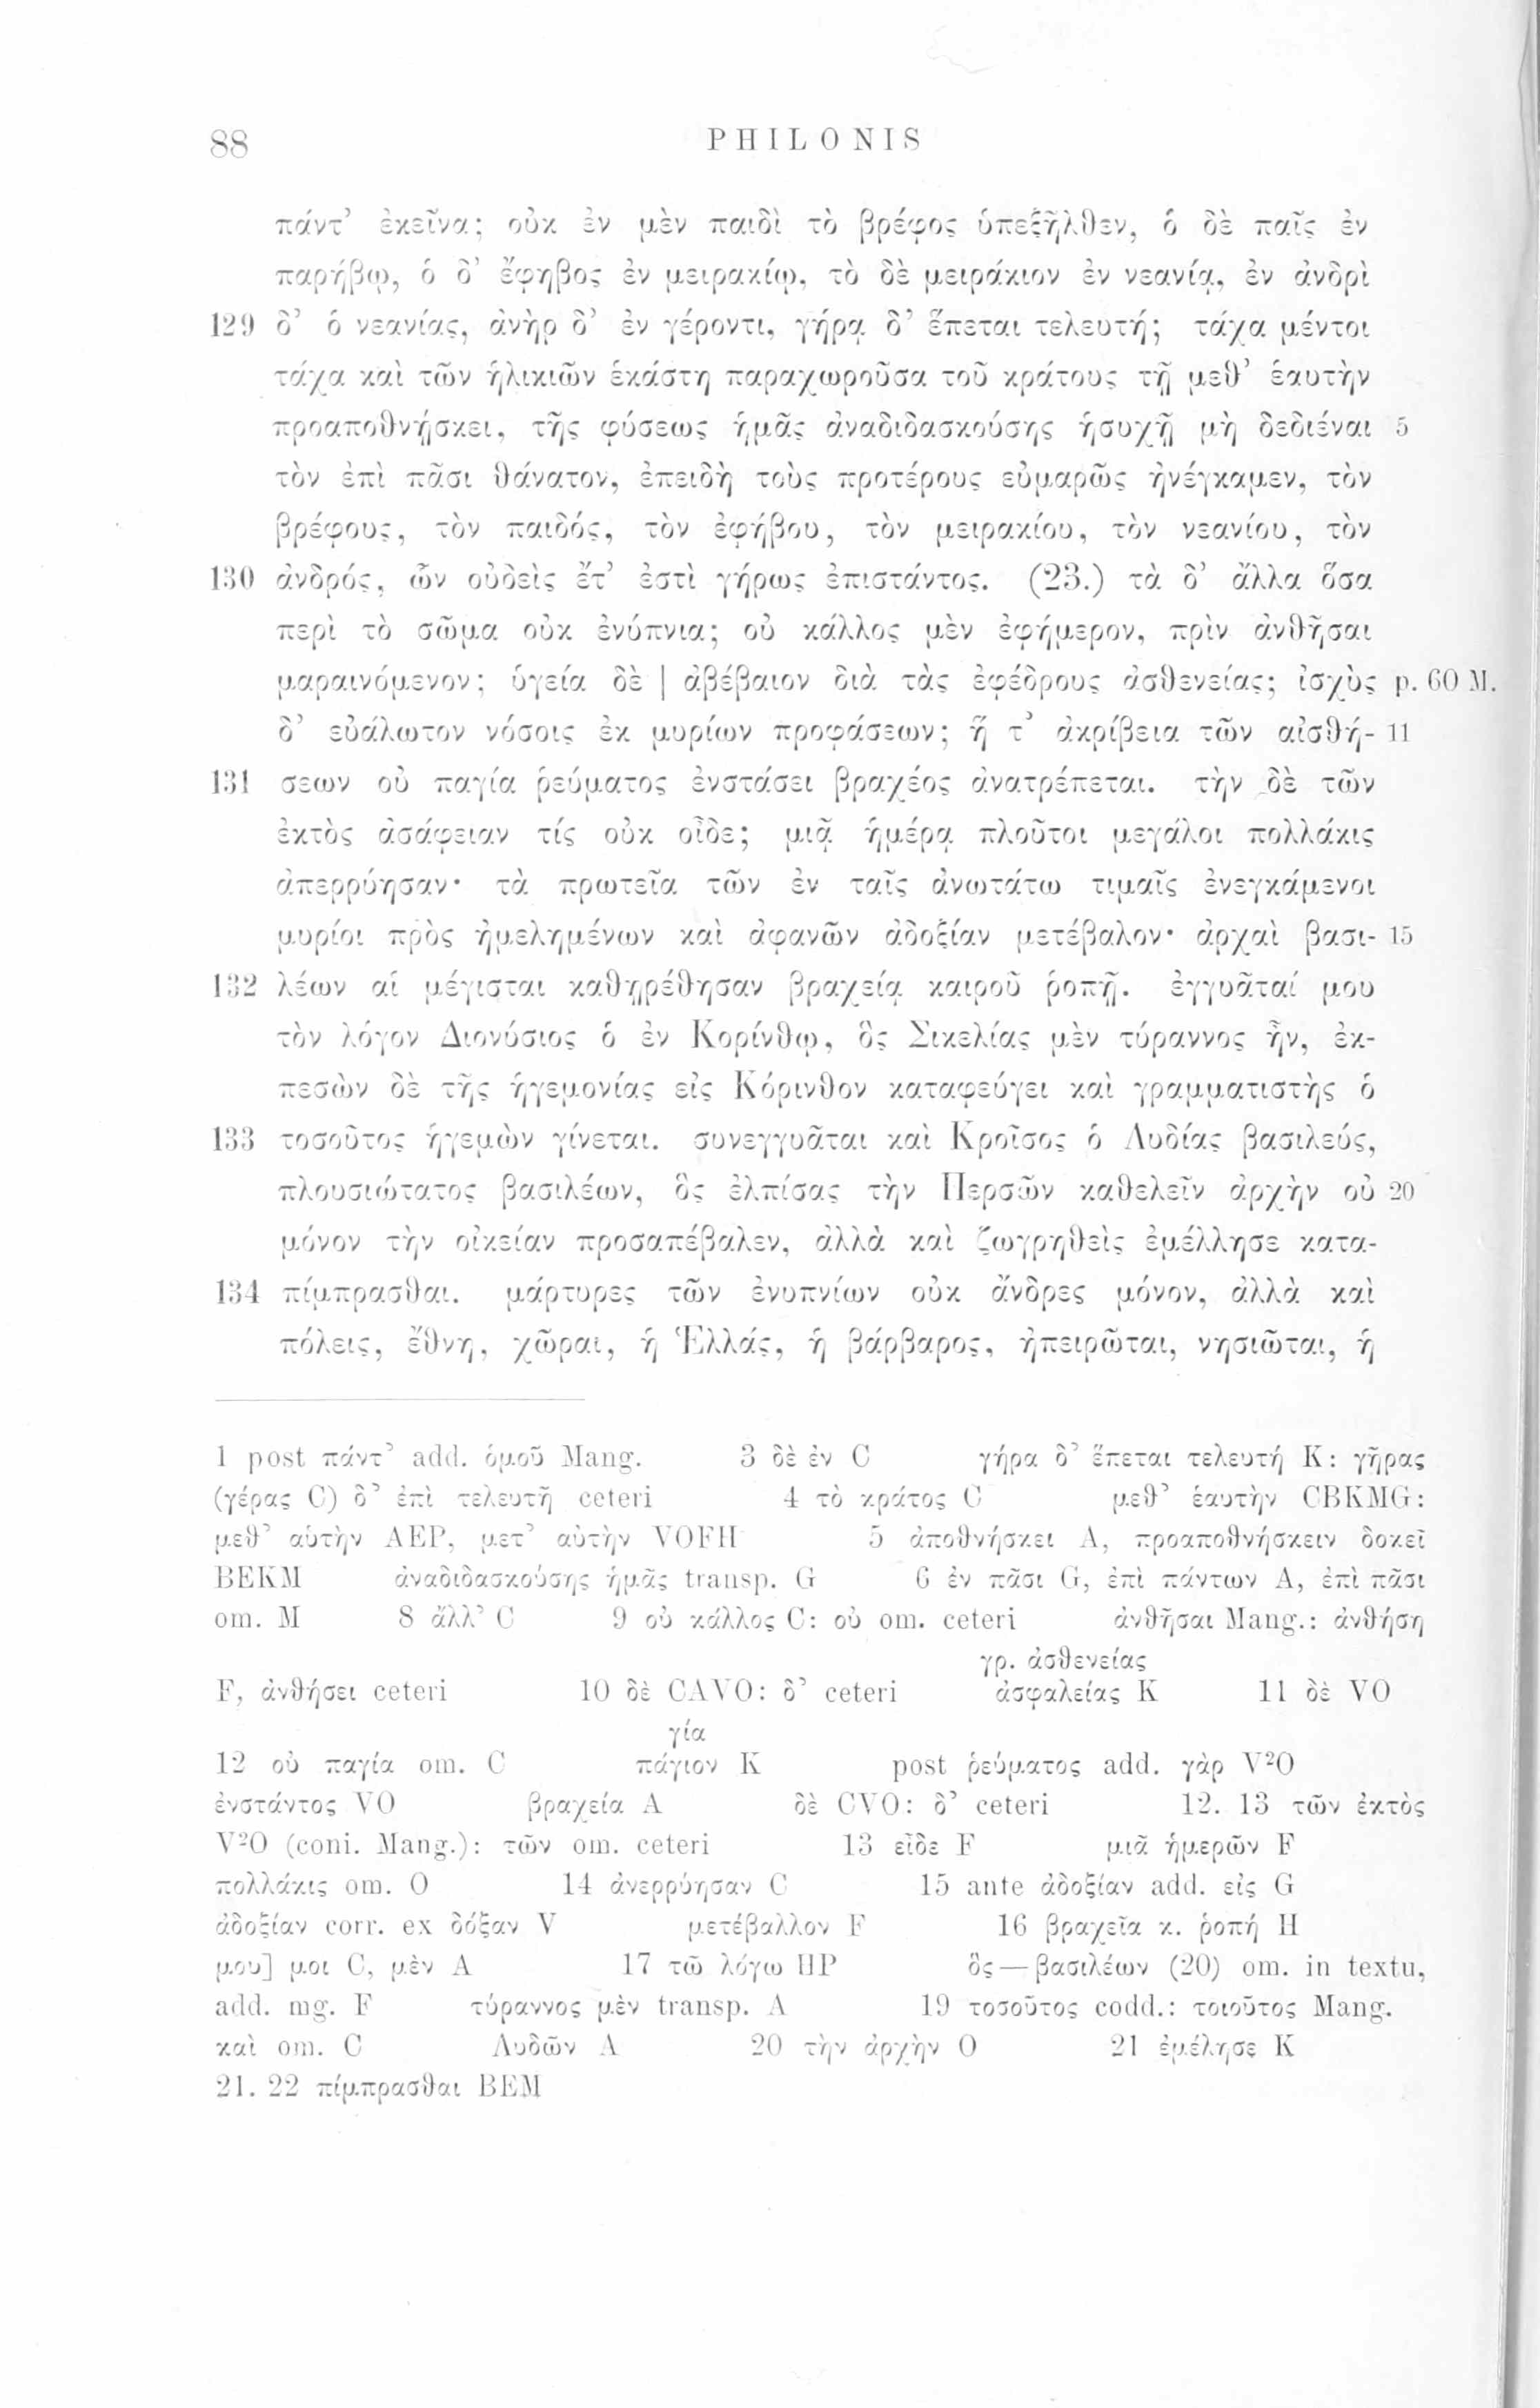 88 PHILONIS
πάντ’ ἐκεῖνα; οὐκ ἐν μὲν παιδὶ τὸ βρέφος ὑπεξῆλθεν, ὁ δὲ παῖς ἐν
παρήβῳ, ὁ δ’ ἔφηβος ἐν μειρακίῳ, τὸ δὲ μειράκιον ἐν νεανίᾳ, ἐν ἀνδρὶ
129 δ’ ὁ νεανίας, ἀνὴρ δ’ ἐν γέροντι, γήρᾳ δ’ ἕπεται τελευτή; τάχα μέντοι
τάχα καὶ τῶν ἡλικιῶν ἑκάστη παραχωροῦσα τοῦ κράτους τῇ μεθ’ ἑαυτὴν
προαποθνῄσκει, τῆς φύσεως ἡμᾶς ἀναδιδασκούσης ἡσυχῇ μὴ δεδιέναι 5
τὸν ἐπὶ πᾶσι θάνατον, ἐπειδὴ τοὺς προτέρους εὐμαρῶς ἠνέγκαμεν, τὸν
βρέφους, τὸν παιδός, τὸν ἐφήβου, τὸν μειρακίου, τὸν νεανίου, τὸν
130 ἀνδρός, ὧν οὐδεὶς ἔτ’ ἐστὶ γήρως ἐπιστάντος. (23.) τὰ δ’ ἄλλα ὅσα
περὶ τὸ σῶμα οὐκ ἐνύπνια; οὐ κάλλος μὲν ἐφήμερον, πρὶν ἀνθῆσαι
μαραινόμενον; ὑγεία δὲ | ἀβέβαιον διὰ τὰς ἐφέδρους ἀσθενείας; ἰσχὺς p. 60 M.
δ’ εὐάλωτον νόσοις ἐκ μυρίων προφάσεων; ἥ τ’ ἀκρίβεια τῶν αἰσθή- 11
131 σεων οὐ παγία ῥεύματος ἐνστάσει βραχέος ἀνατρέπεται. τὴν δὲ τῶν
ἐκτὸς ἀσάφειαν τίς οὐκ οἶδε; μιᾷ ἡμέρᾳ πλοῦτοι μεγάλοι πολλάκις
ἀπερρύησαν· τὰ πρωτεῖα τῶν ἐν ταῖς ἀνωτάτω τιμαῖς ἐνεγκάμενοι
μυρίοι πρὸς ἠμελημένων καὶ ἀφανῶν ἀδοξίαν μετέβαλον· ἀρχαὶ βασι- 15
132 λέων αἱ μέγισται καθῃρέθησαν βραχείᾳ καιροῦ ῥοπῇ. ἐγγυᾶταί μου
τὸν λόγον Διονύσιος ὁ ἐν Κορίνθῳ, ὃς Σικελίας μὲν τύραννος ἦν, ἐκ-
πεσὼν δὲ τῆς ἡγεμονίας εἰς Κόρινθον καταφεύγει καὶ γραμματιστὴς ὁ
133 τοσοῦτος ἡγεμὼν γίνεται. συνεγγυᾶται καὶ Κροῖσος ὁ Λυδίας βασιλεύς,
πλουσιώτατος βασιλέων, ὃς ἐλπίσας τὴν Περσῶν καθελεῖν ἀρχὴν οὐ 20
μόνον τὴν οἰκείαν προσαπέβαλεν, ἀλλὰ καὶ ζωγρηθεὶς ἐμέλλησε κατα-
134 πίμπρασθαι. μάρτυρες τῶν ἐνυπνίων οὐκ ἄνδρες μόνον, ἀλλὰ καὶ
πόλεις, ἔθνη, χῶραι, ἡ Ἑλλάς, ἡ βάρβαρος, ἠπειρῶται, νησιῶται, ἡ
1 post πάντ’ add. ὁμοῦ Mang. 3 δὲ ἐν C γήρα δ’ ἕπεται τελευτή K: γῆρας
(γέρας C) δ’ ἐπὶ τελευτῇ ceteri 4 τὸ κράτος C μεθ’ ἑαυτὴν CBKMG:
μεθ’ αὑτὴν AEP, μετ’ αὐτὴν VOFH 5 ἀποθνήσκει A, προαποθνήσκειν δοκεῖ
BEKM ἀναδιδασκούσης ἡμᾶς transp. G 6 ἐν πᾶσι G, ἐπὶ πάντων A, ἐπὶ πᾶσι
om. M 8 ἄλλ’ C 9 οὐ κάλλος C: οὐ om. ceteri ἀνθῆσαι Mang.: ἀνθήση
γρ. ἀσθενείας
F, ἀνθήσει ceteri 10 δὲ CAVO: δ’ ceteri ἀσφαλείας K 11 δὲ VO
γία
12 οὐ παγία om. C πάγιον K post ῥεύματος add. γὰρ V²O
ἐνστάντος VO βραχεία A δὲ CVO: δ’ ceteri 12. 13 τῶν ἐκτὸς
V²O (coni. Mang.): τῶν om. ceteri 13 εἶδε F μιᾶ ἡμερῶν F
πολλάκις om. O 14 ἀνερρύησαν C 15 ante ἀδοξίαν add. εἰς G
ἀδοξίαν corr. ex δόξαν V μετέβαλλον F 16 βραχεῖα κ. ῥοπή H
μου] μοι C, μὲν A 17 τῶ λόγω HP ὃς — βασιλέων (20) om. in textu,
add. mg. F τύραννος μὲν transp. A 19 τοσοῦτος codd.: τοιοῦτος Mang.
καὶ om. C Λυδῶν A 20 τὴν ἀρχὴν O 21 ἐμέλησε K
21. 22 πίμπρασθαι BEM